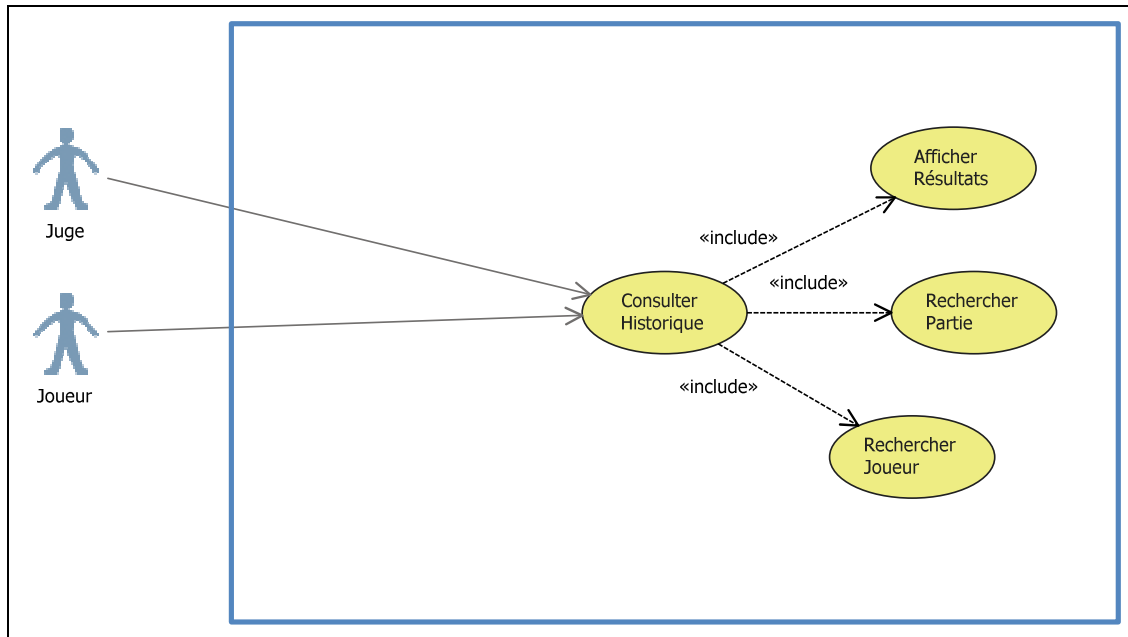 Juge
Joueur
Afficher
Résultats
«include»
«include»
Consulter
Historique
Rechercher
Partie
«include»
Rechercher
Joueur